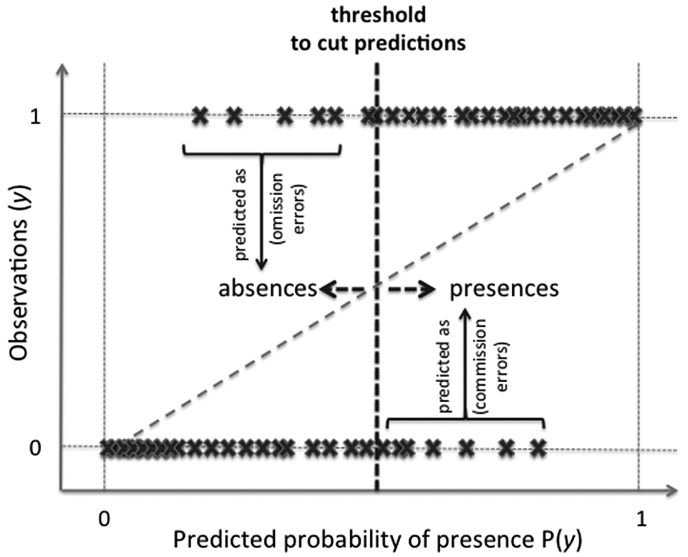 threshold
to cut predictions
1
predicted as
(omission
errors)
absences
presences
predicted as
(commission
errors)
Observations (y)
0
0
1
Predicted probability of presence P(y)